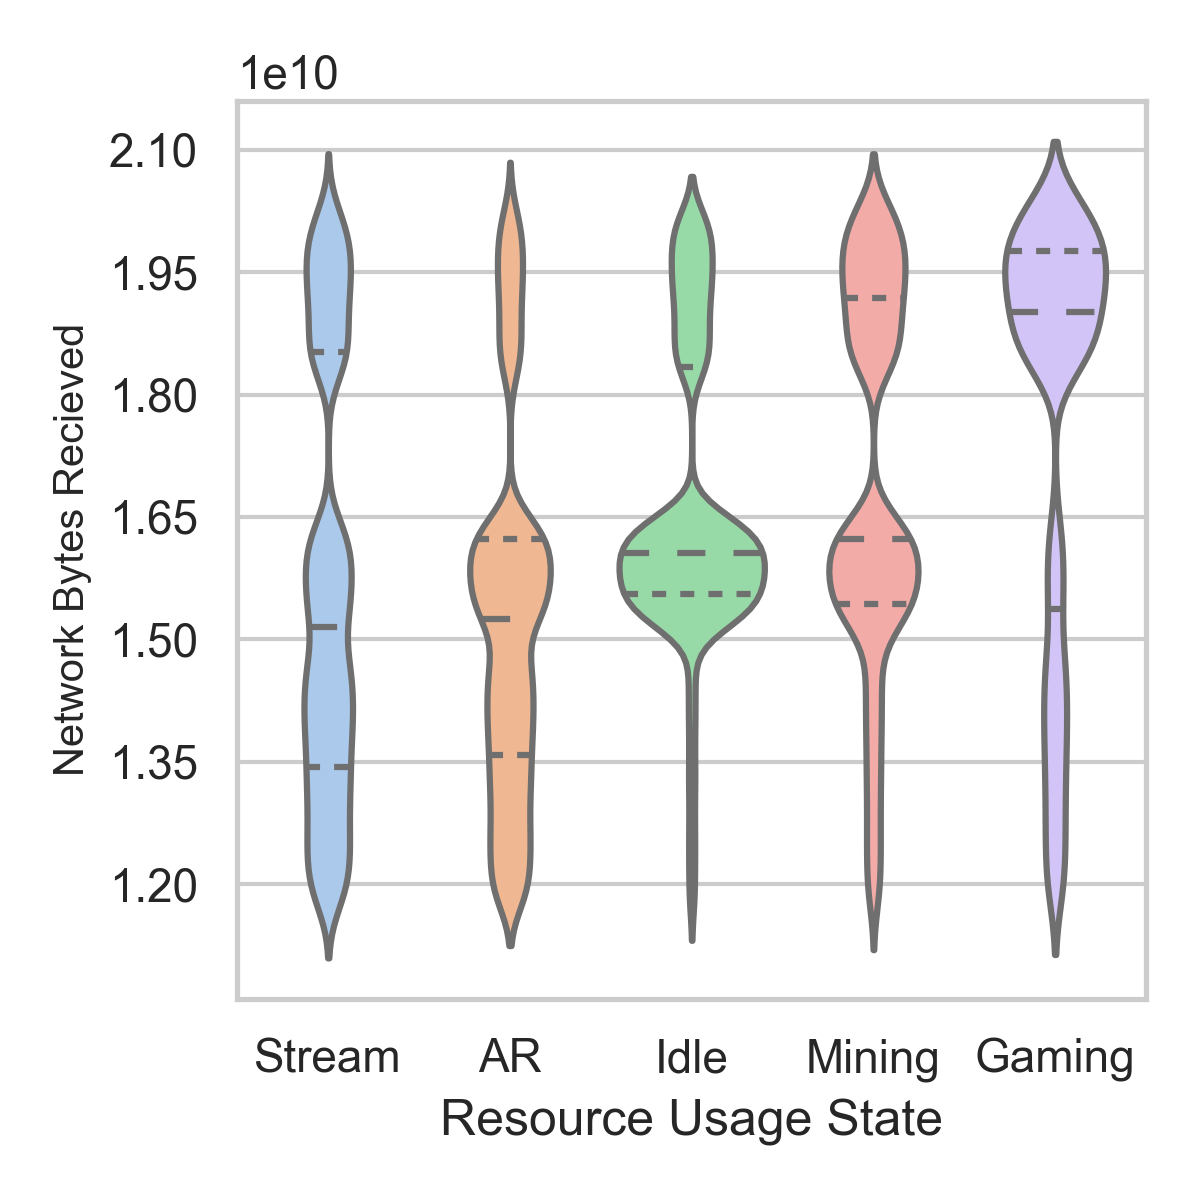 1e10
2.10
1.95
1.80
1.65
1.50
1.35
1.20
Network Bytes Recieved
Stream AR Idle Mining Gaming
Resource Usage State